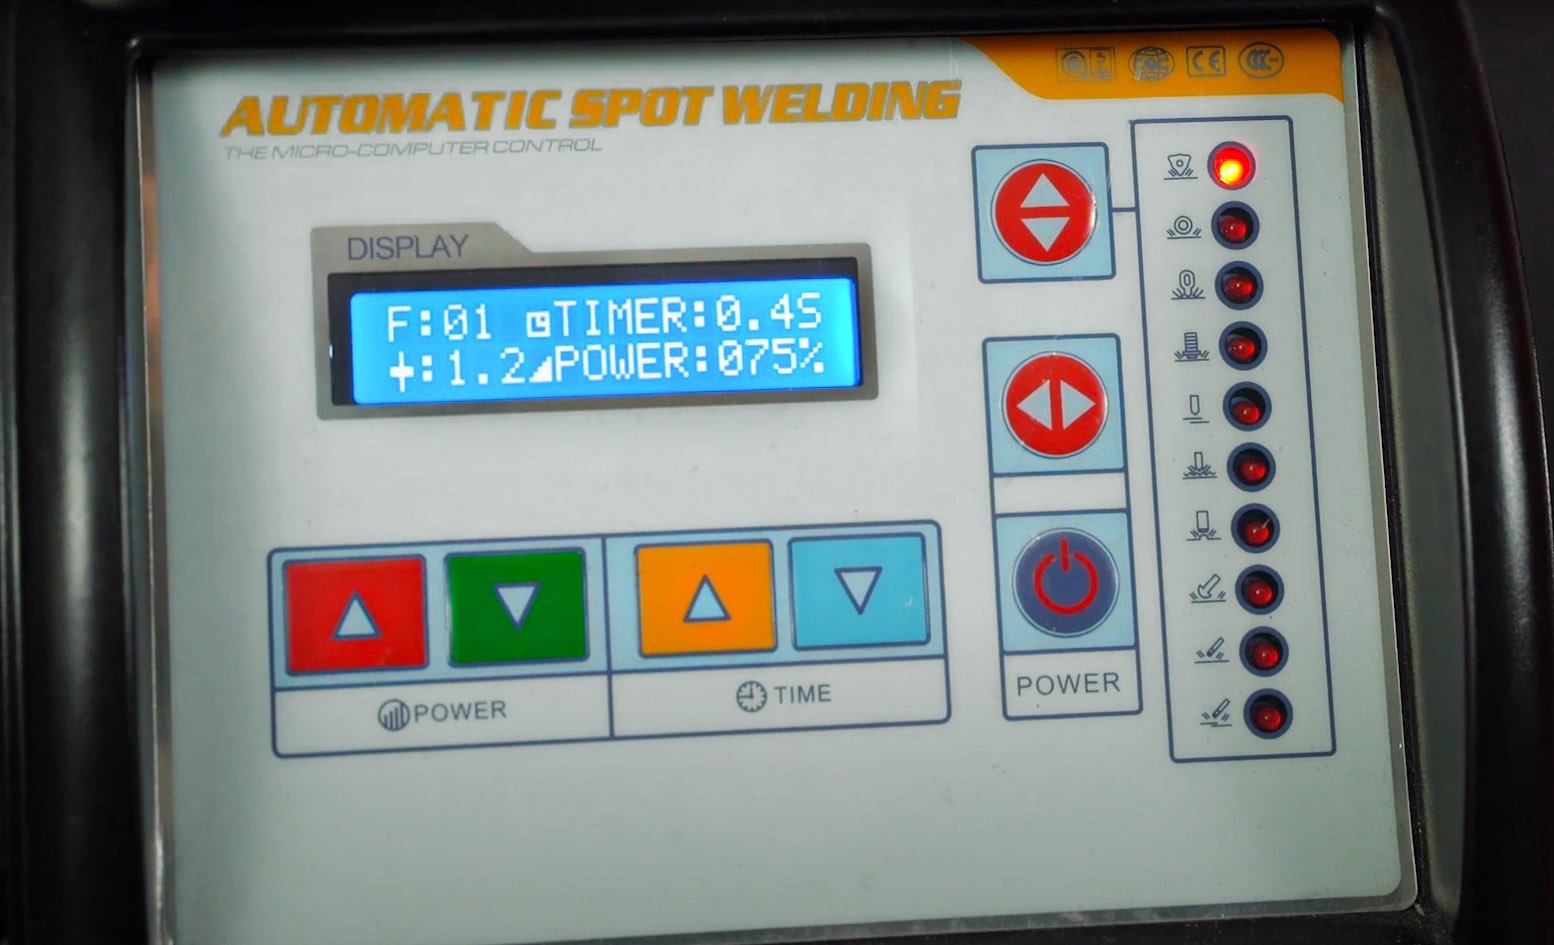 AUTOMATIC SPOT WELDING
THE MICRO-COMPUTER CONTROL
DISPLAY
F:01 TIMER:0.4S
+:1.2 POWER:075%
POWER
TIME
POWER
CE